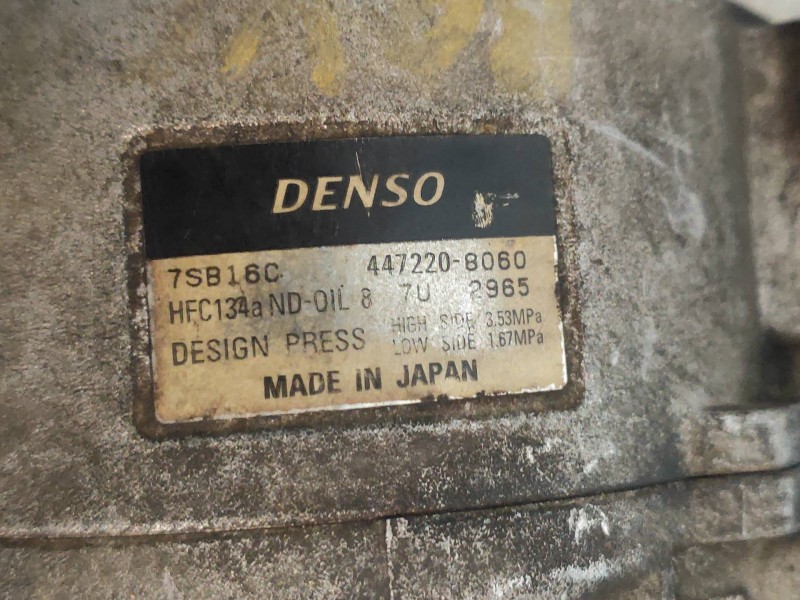 DENSO
7SB16C 447220-8060
HFC134a ND-OIL 8 7U 2965
DESIGN PRESS HIGH SIDE/3.53MPa
LOW SIDE 1.67MPa
MADE IN JAPAN